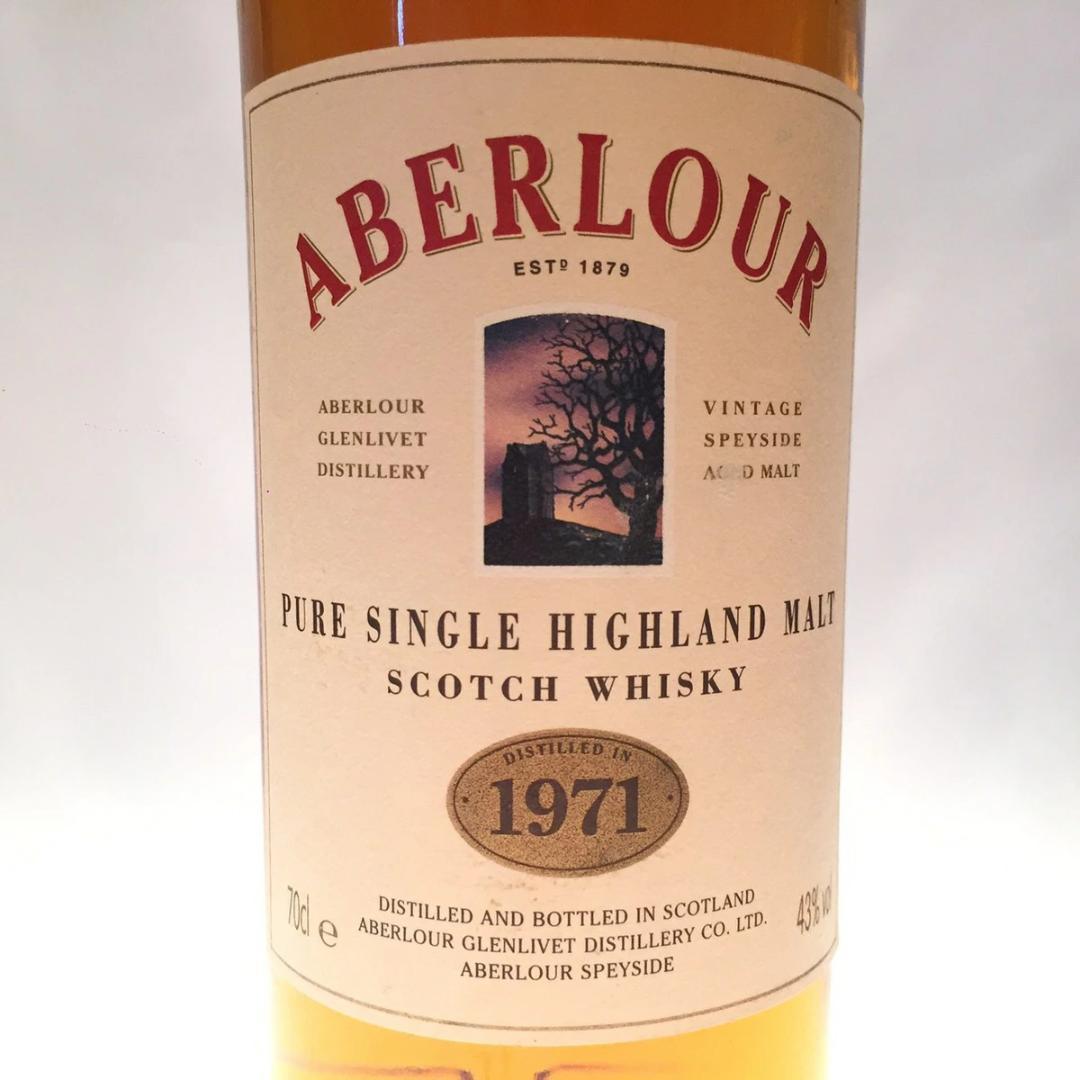 ABERLOUR
ESTᴰ 1879
ABERLOUR
GLENLIVET
DISTILLERY
VINTAGE
SPEYSIDE
MALT
PURE SINGLE HIGHLAND MALT
SCOTCH WHISKY
DISTILLED IN
1971
70cl e
43% vol
DISTILLED AND BOTTLED IN SCOTLAND
ABERLOUR GLENLIVET DISTILLERY CO. LTD.
ABERLOUR SPEYSIDE